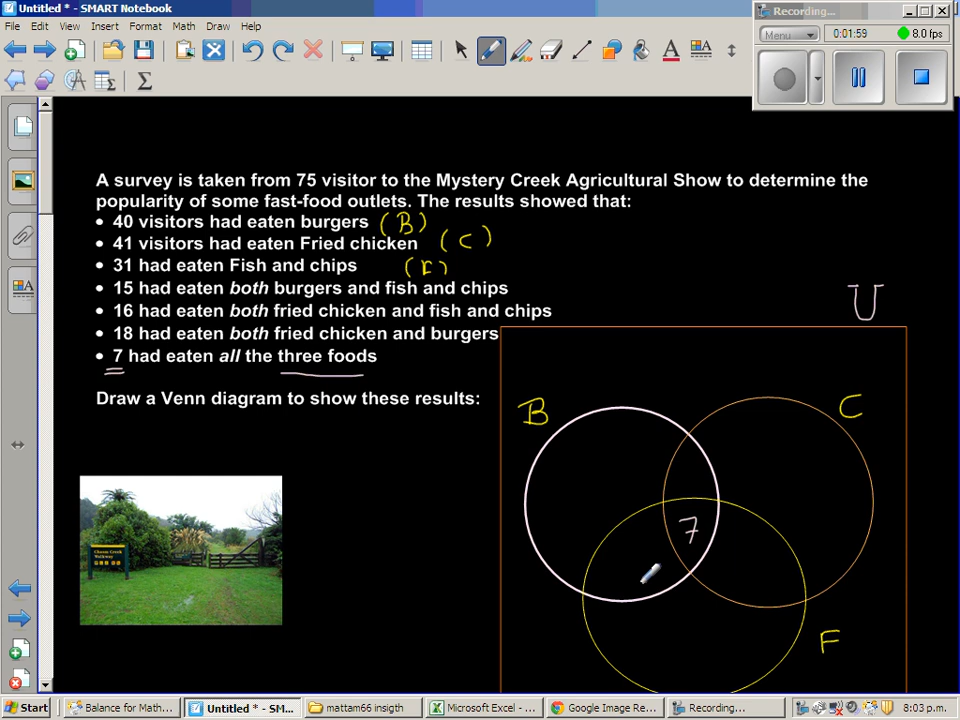 Untitled * - SMART Notebook
Recording...
File Edit View Insert Format Math Draw Help
Menu
0:01:59
8.0 fps
A survey is taken from 75 visitor to the Mystery Creek Agricultural Show to determine the
popularity of some fast-food outlets. The results showed that:
• 40 visitors had eaten burgers (B)
• 41 visitors had eaten Fried chicken (C)
• 31 had eaten Fish and chips (F)
• 15 had eaten both burgers and fish and chips
• 16 had eaten both fried chicken and fish and chips
• 18 had eaten both fried chicken and burgers
• 7 had eaten all the three foods
Draw a Venn diagram to show these results:
U
B
C
7
F
Start
Balance for Math...
Untitled * - SM...
mattam66 insigth
Microsoft Excel - ...
Google Image Re...
Recording...
8:03 p.m.